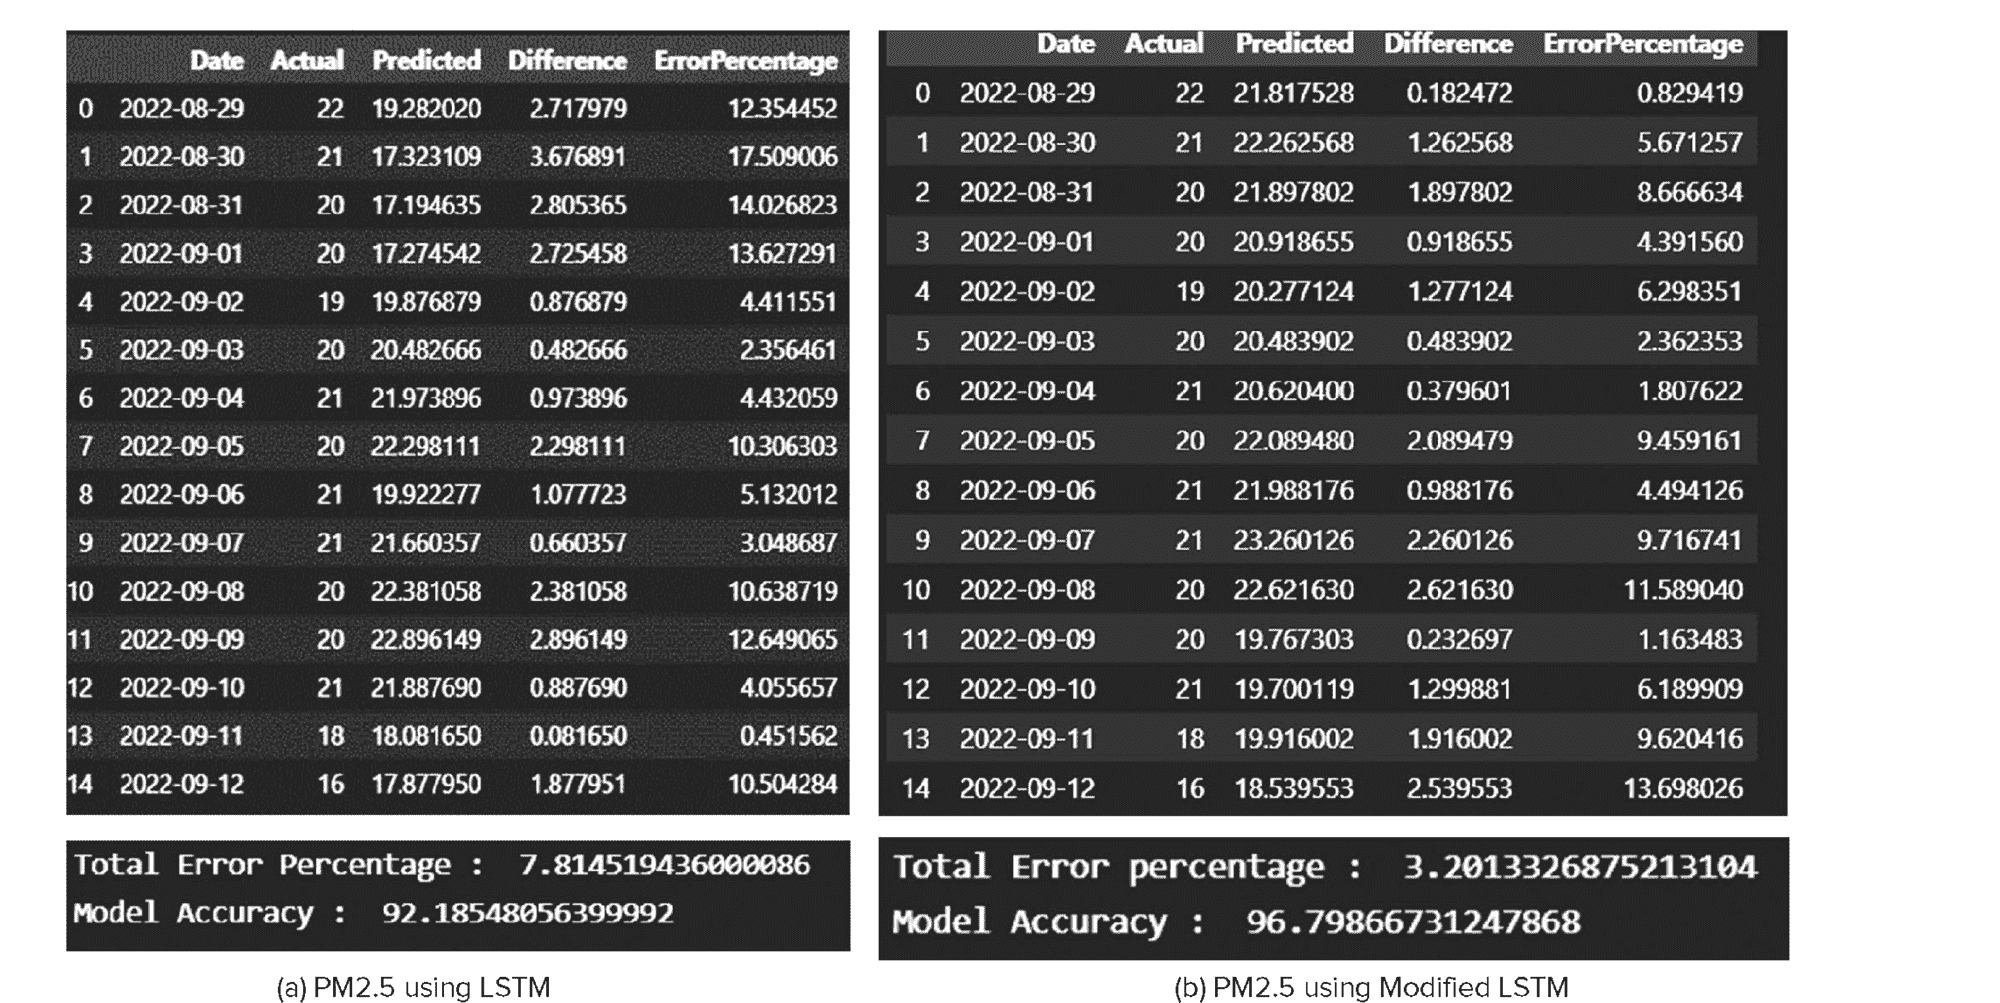 Date Actual Predicted Difference ErrorPercentage
0 2022-08-29 22 19.282020 2.717979 12.354452
1 2022-08-30 21 17.323109 3.676891 17.509006
2 2022-08-31 20 17.194635 2.805365 14.026823
3 2022-09-01 20 17.274542 2.725458 13.627291
4 2022-09-02 19 19.876879 0.876879 4.411551
5 2022-09-03 20 20.482666 0.482666 2.356461
6 2022-09-04 21 21.973896 0.973896 4.432059
7 2022-09-05 20 22.298111 2.298111 10.306303
8 2022-09-06 21 19.922277 1.077723 5.132012
9 2022-09-07 21 21.660357 0.660357 3.048687
10 2022-09-08 20 22.381058 2.381058 10.638719
11 2022-09-09 20 22.896149 2.896149 12.649065
12 2022-09-10 21 21.887690 0.887690 4.055657
13 2022-09-11 18 18.081650 0.081650 0.451562
14 2022-09-12 16 17.877950 1.877951 10.504284
Total Error Percentage : 7.814519436000086
Model Accuracy : 92.18548056399992
(a) PM2.5 using LSTM
Date Actual Predicted Difference ErrorPercentage
0 2022-08-29 22 21.817528 0.182472 0.829419
1 2022-08-30 21 22.262568 1.262568 5.671257
2 2022-08-31 20 21.897802 1.897802 8.666634
3 2022-09-01 20 20.918655 0.918655 4.391560
4 2022-09-02 19 20.277124 1.277124 6.298351
5 2022-09-03 20 20.483902 0.483902 2.362353
6 2022-09-04 21 20.620400 0.379601 1.807622
7 2022-09-05 20 22.089480 2.089479 9.459161
8 2022-09-06 21 21.988176 0.988176 4.494126
9 2022-09-07 21 23.260126 2.260126 9.716741
10 2022-09-08 20 22.621630 2.621630 11.589040
11 2022-09-09 20 19.767303 0.232697 1.163483
12 2022-09-10 21 19.700119 1.299881 6.189909
13 2022-09-11 18 19.916002 1.916002 9.620416
14 2022-09-12 16 18.539553 2.539553 13.698026
Total Error percentage : 3.2013326875213104
Model Accuracy : 96.79866731247868
(b) PM2.5 using Modified LSTM